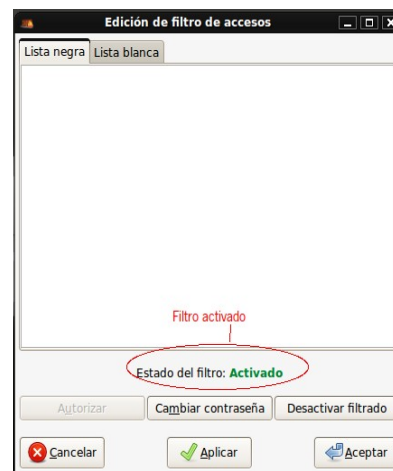 Edición de filtro de accesos
Lista negra Lista blanca
Filtro activado
Estado del filtro: Activado
Autorizar Cambiar contraseña Desactivar filtrado
Cancelar Aplicar Aceptar